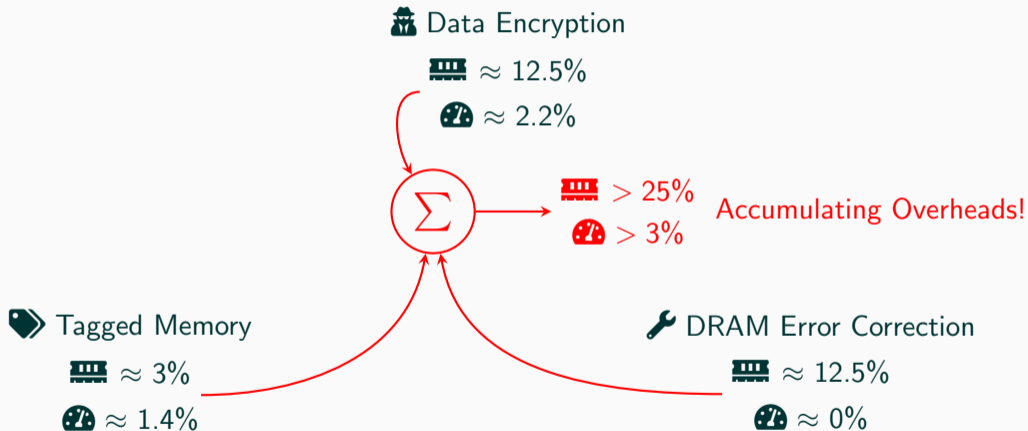 Data Encryption
≈ 12.5%
≈ 2.2%
Σ
> 25%
> 3%
Accumulating Overheads!
Tagged Memory
≈ 3%
≈ 1.4%
DRAM Error Correction
≈ 12.5%
≈ 0%